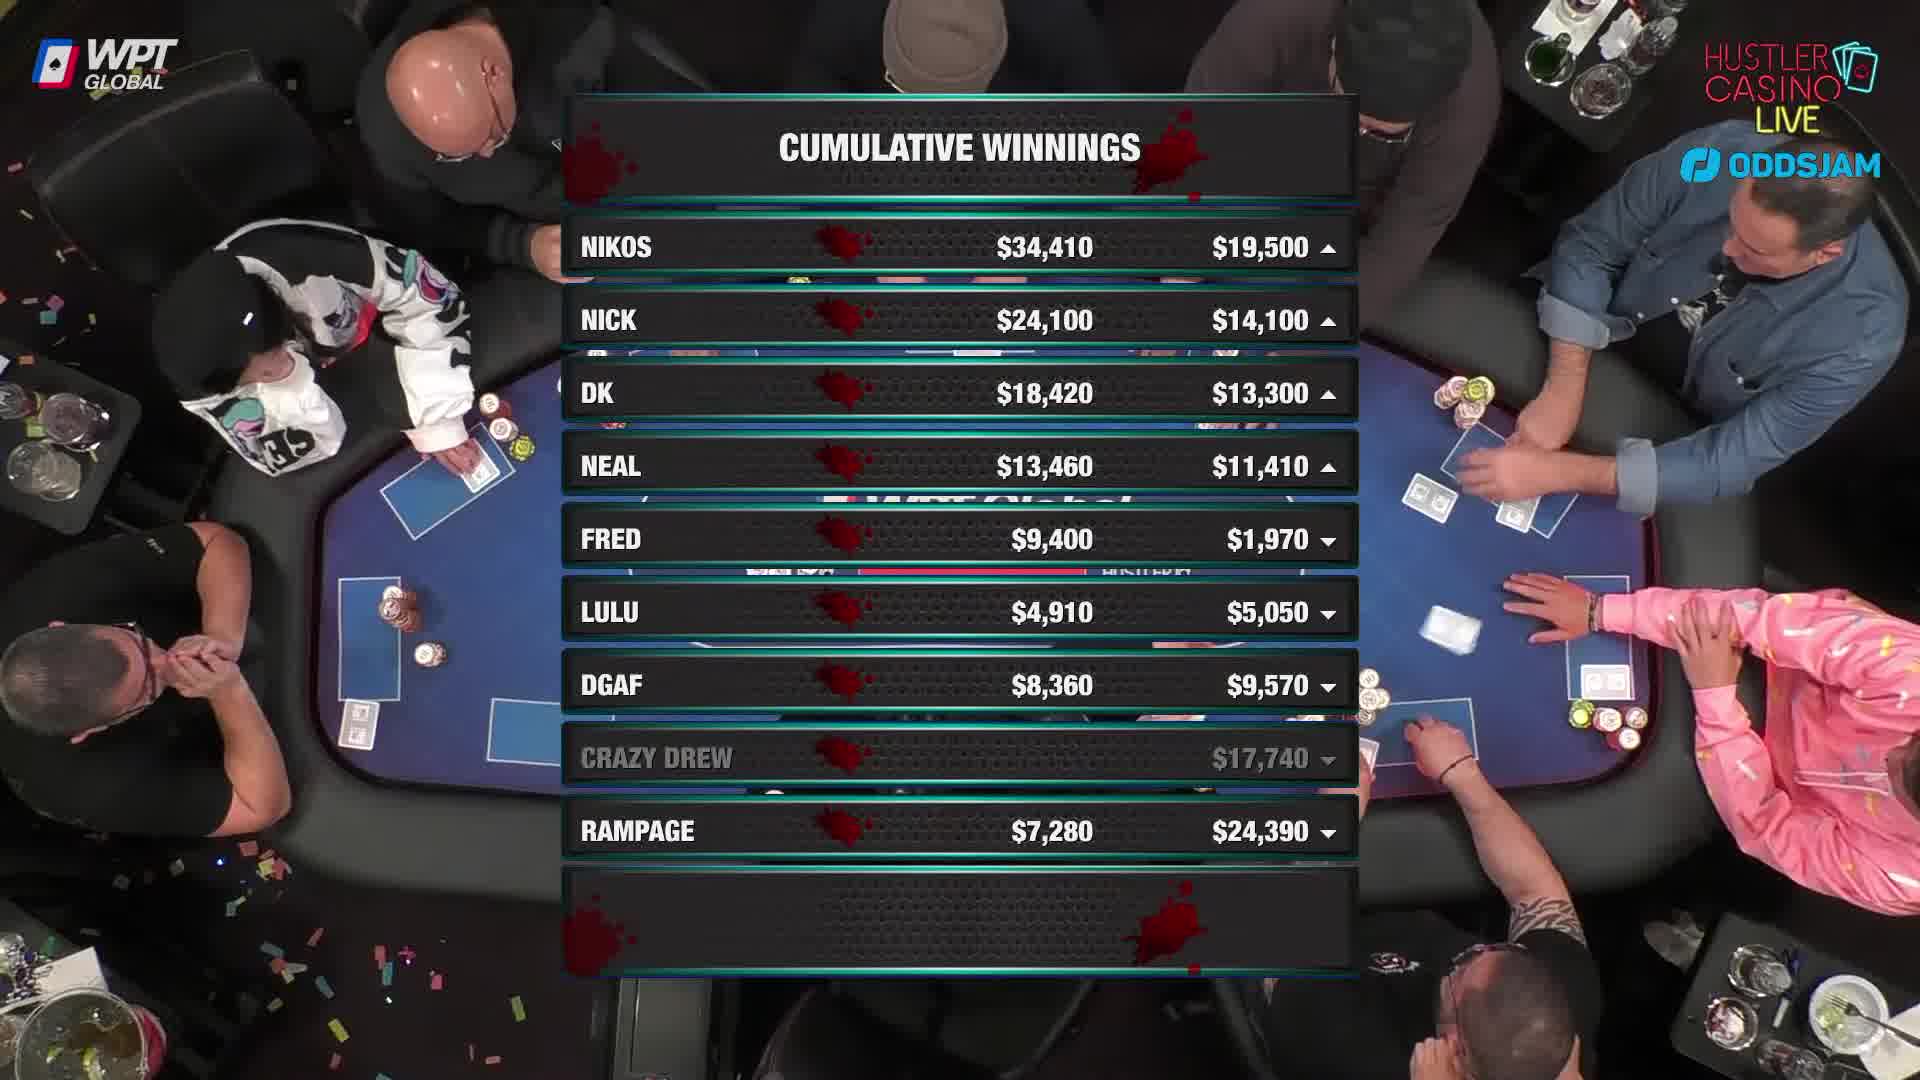 WPT
GLOBAL
HUSTLER
CASINO
LIVE
ODDSJAM
CUMULATIVE WINNINGS
NIKOS $34,410 $19,500
NICK $24,100 $14,100
DK $18,420 $13,300
NEAL $13,460 $11,410
WPT Global
FRED $9,400 $1,970
LULU $4,910 $5,050
DGAF $8,360 $9,570
CRAZY DREW $17,740
RAMPAGE $7,280 $24,390